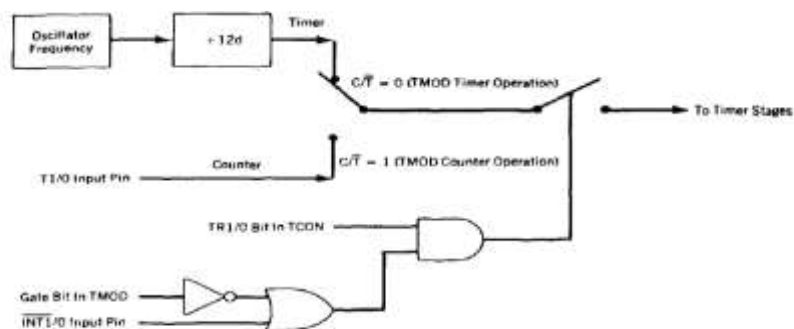 Oscillator
Frequency
÷12d
Timer
C/T̅ = 0 (TMOD Timer Operation)
To Timer Stages
Counter
C/T̅ = 1 (TMOD Counter Operation)
T1/0 Input Pin
TR1/0 Bit In TCON
Gate Bit In TMOD
I̅N̅T̅1̅/0 Input Pin